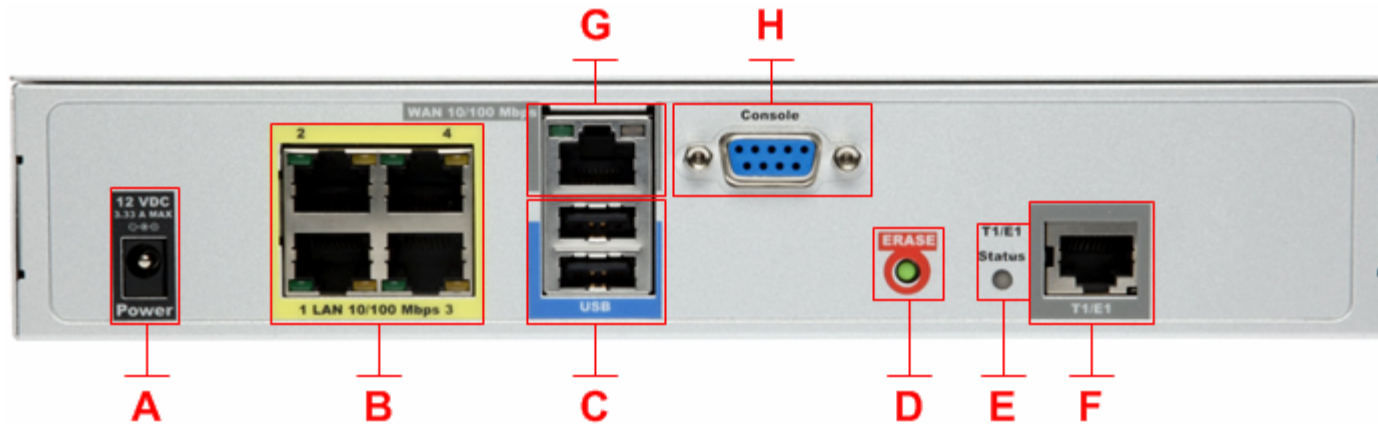 G H
WAN 10/100 Mbps
Console
2 4
12 VDC
3.33 A MAX
Power
1 LAN 10/100 Mbps 3
USB
ERASE
T1/E1
Status
T1/E1
A B C D E F